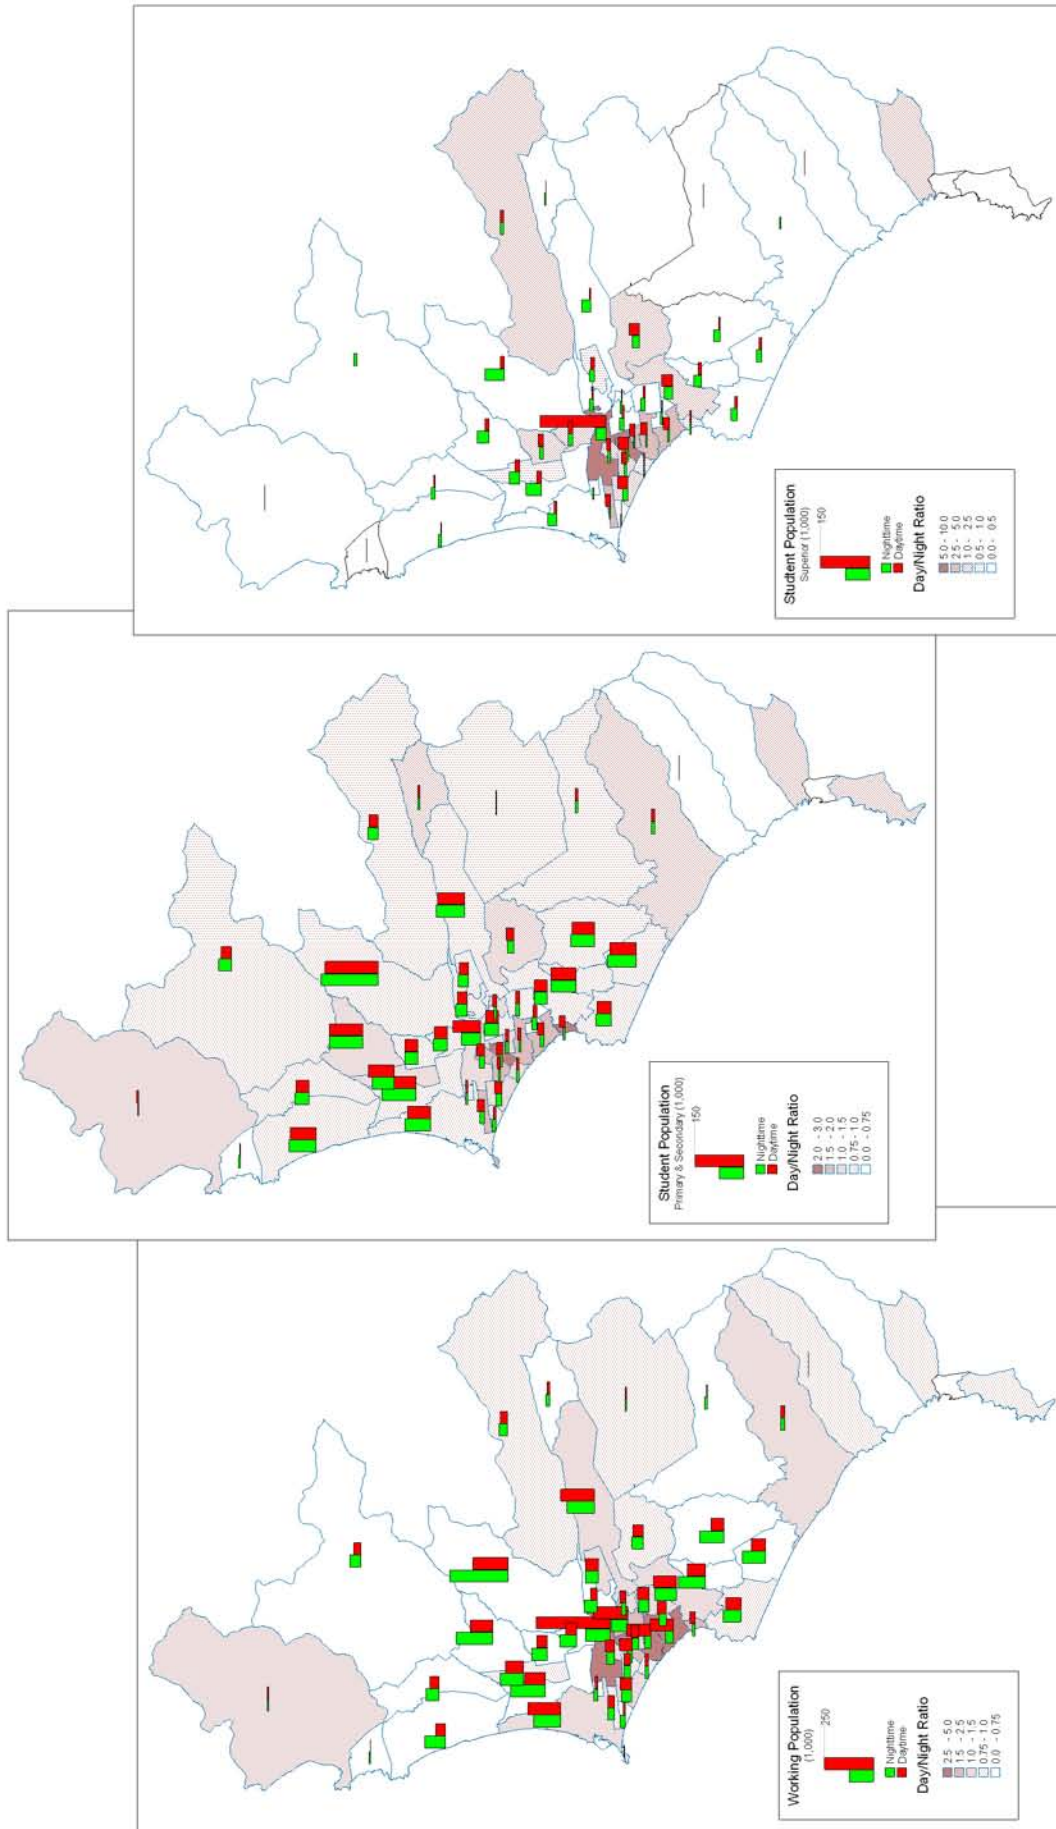 Studtent Population
Superior (1,000)
150
Nighttime
Daytime
Day/Night Ratio
5.0 - 10.0
2.5 - 5.0
1.0 - 2.5
0.5 - 1.0
0.0 - 0.5
Student Population
Primary & Secondary (1,000)
150
Nighttime
Daytime
Day/Night Ratio
2.0 - 3.0
1.5 - 2.0
1.0 - 1.5
0.75 - 1.0
0.0 - 0.75
Working Population
(1,000)
250
Nighttime
Daytime
Day/Night Ratio
2.5 - 5.0
1.5 - 2.5
1.0 - 1.5
0.75 - 1.0
0.0 - 0.75